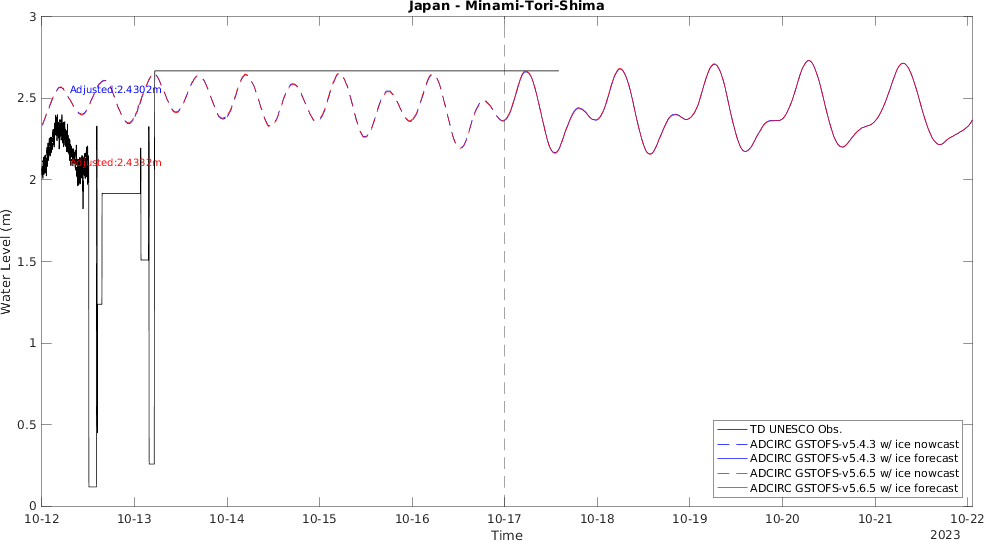 Japan - Minami-Tori-Shima
3
2.5
2
1.5
1
0.5
0
Water Level (m)
Adjusted:2.4302m
Adjusted:2.4332m
TD UNESCO Obs.
ADCIRC GSTOFS-v5.4.3 w/ ice nowcast
ADCIRC GSTOFS-v5.4.3 w/ ice forecast
ADCIRC GSTOFS-v5.6.5 w/ ice nowcast
ADCIRC GSTOFS-v5.6.5 w/ ice forecast
10-12 10-13 10-14 10-15 10-16 10-17 10-18 10-19 10-20 10-21 10-22
Time
2023